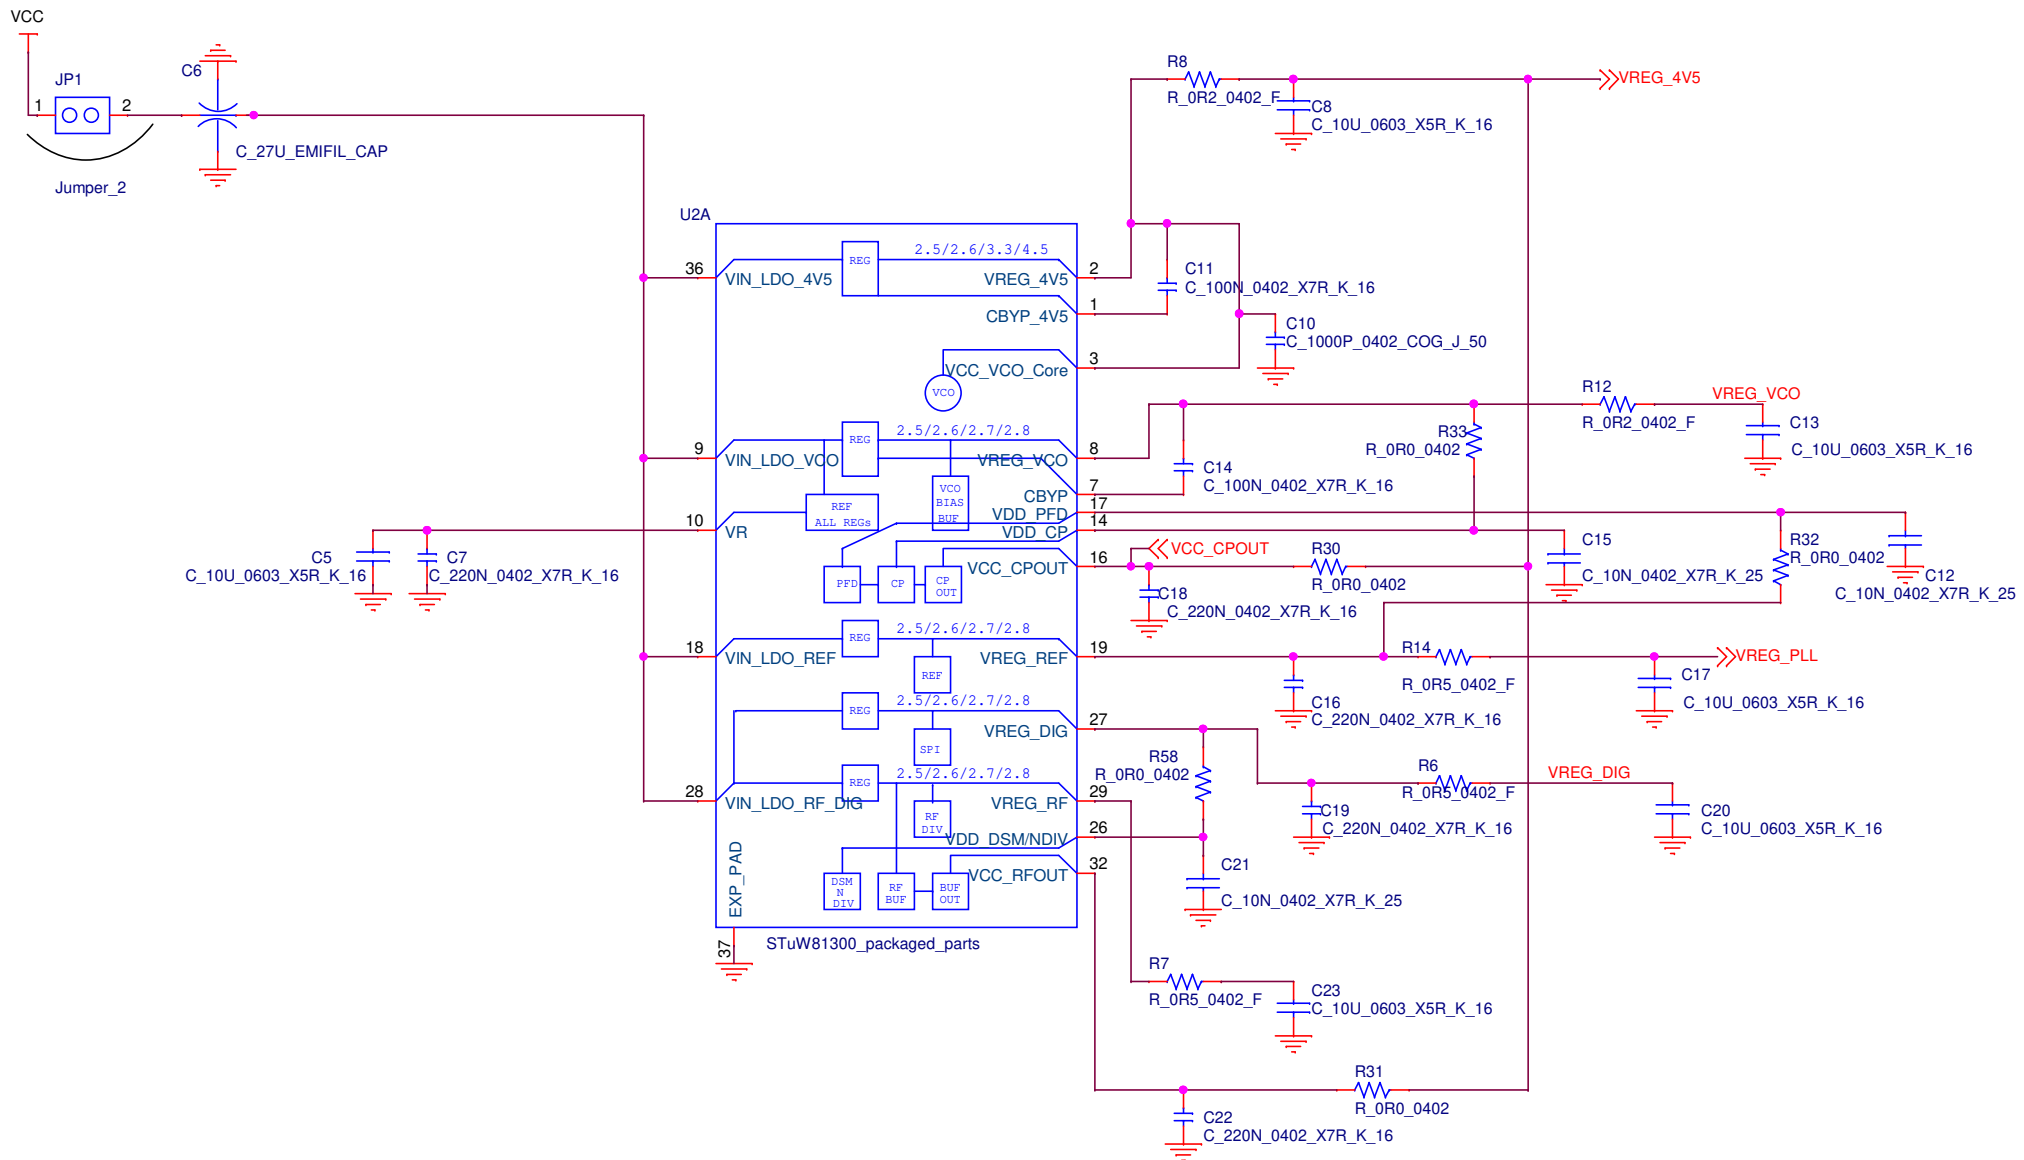 VCC
JP1
1
2
Jumper_2
C6
C_27U_EMIFIL_CAP
R8
R_0R2_0402_F
C8
C_10U_0603_X5R_K_16
VREG_4V5
U2A
36
VIN_LDO_4V5
REG
2.5/2.6/3.3/4.5
VREG_4V5
2
CBYP_4V5
1
C11
C_100N_0402_X7R_K_16
C10
C_1000P_0402_COG_J_50
VCC_VCO_Core
3
VCO
9
VIN_LDO_VCO
REG
2.5/2.6/2.7/2.8
VREG_VCO
8
R33
R_0R0_0402
R12
R_0R2_0402_F
VREG_VCO
C13
C_10U_0603_X5R_K_16
C14
C_100N_0402_X7R_K_16
VCO
BIAS
BUF
CBYP
7
REF
ALL REGs
VDD_PFD
17
10
VR
VDD_CP
14
C5
C_10U_0603_X5R_K_16
C7
C_220N_0402_X7R_K_16
PFD
CP
CP
OUT
VCC_CPOUT
16
VCC_CPOUT
R30
R_0R0_0402
C18
C_220N_0402_X7R_K_16
C15
C_10N_0402_X7R_K_25
R32
R_0R0_0402
C12
C_10N_0402_X7R_K_25
18
VIN_LDO_REF
REG
2.5/2.6/2.7/2.8
VREG_REF
19
REF
C16
C_220N_0402_X7R_K_16
R14
R_0R5_0402_F
VREG_PLL
C17
C_10U_0603_X5R_K_16
REG
2.5/2.6/2.7/2.8
VREG_DIG
27
SPI
R58
R_0R0_0402
R6
R_0R5_0402_F
VREG_DIG
C19
C_220N_0402_X7R_K_16
C20
C_10U_0603_X5R_K_16
28
VIN_LDO_RF_DIG
REG
2.5/2.6/2.7/2.8
VREG_RF
29
RF
DIV
VDD_DSM/NDIV
26
VCC_RFOUT
32
DSM
N
DIV
RF
BUF
BUF
OUT
C21
C_10N_0402_X7R_K_25
EXP_PAD
37
STuW81300_packaged_parts
R7
R_0R5_0402_F
C23
C_10U_0603_X5R_K_16
R31
R_0R0_0402
C22
C_220N_0402_X7R_K_16